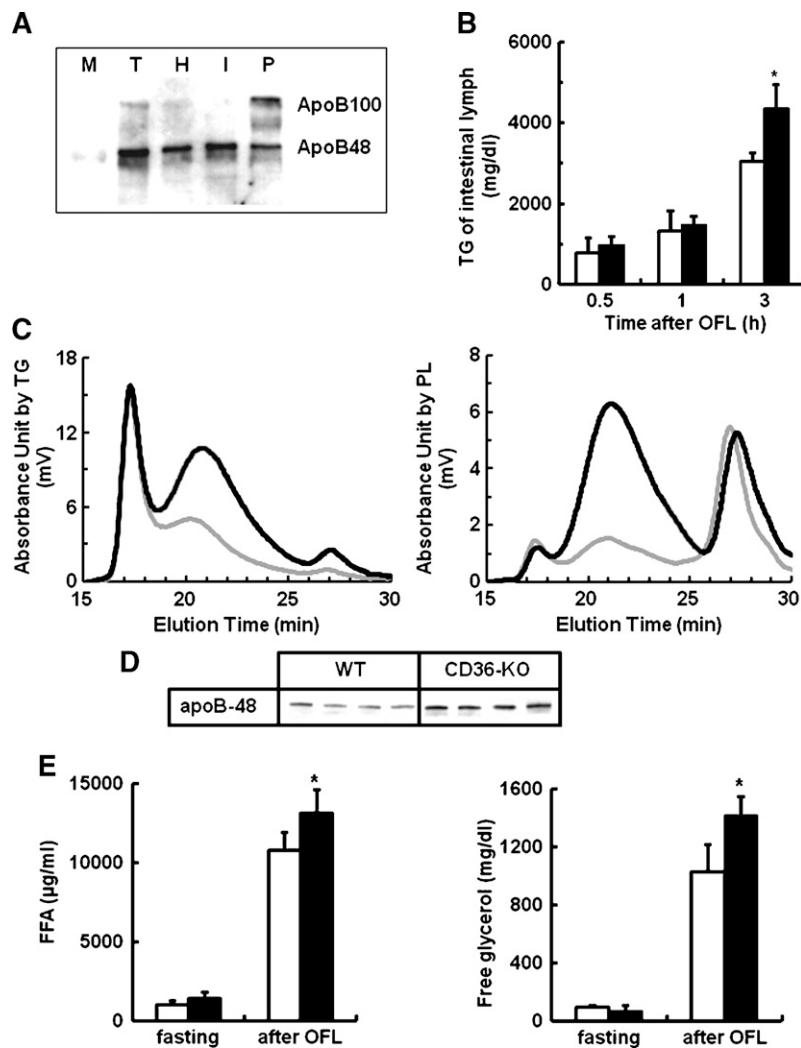 A
M T H I P
ApoB100
ApoB48
B
TG of intestinal lymph
(mg/dl)
6000
4000
2000
0
*
0.5 1 3
Time after OFL (h)
C
Absorbance Unit by TG
(mV)
18
12
6
0
15 20 25 30
Elution Time (min)
Absorbance Unit by PL
(mV)
8
6
4
2
0
15 20 25 30
Elution Time (min)
D
WT CD36-KO
apoB-48
E
FFA (µg/ml)
15000
10000
5000
0
*
fasting after OFL
Free glycerol (mg/dl)
1600
1200
800
400
0
*
fasting after OFL